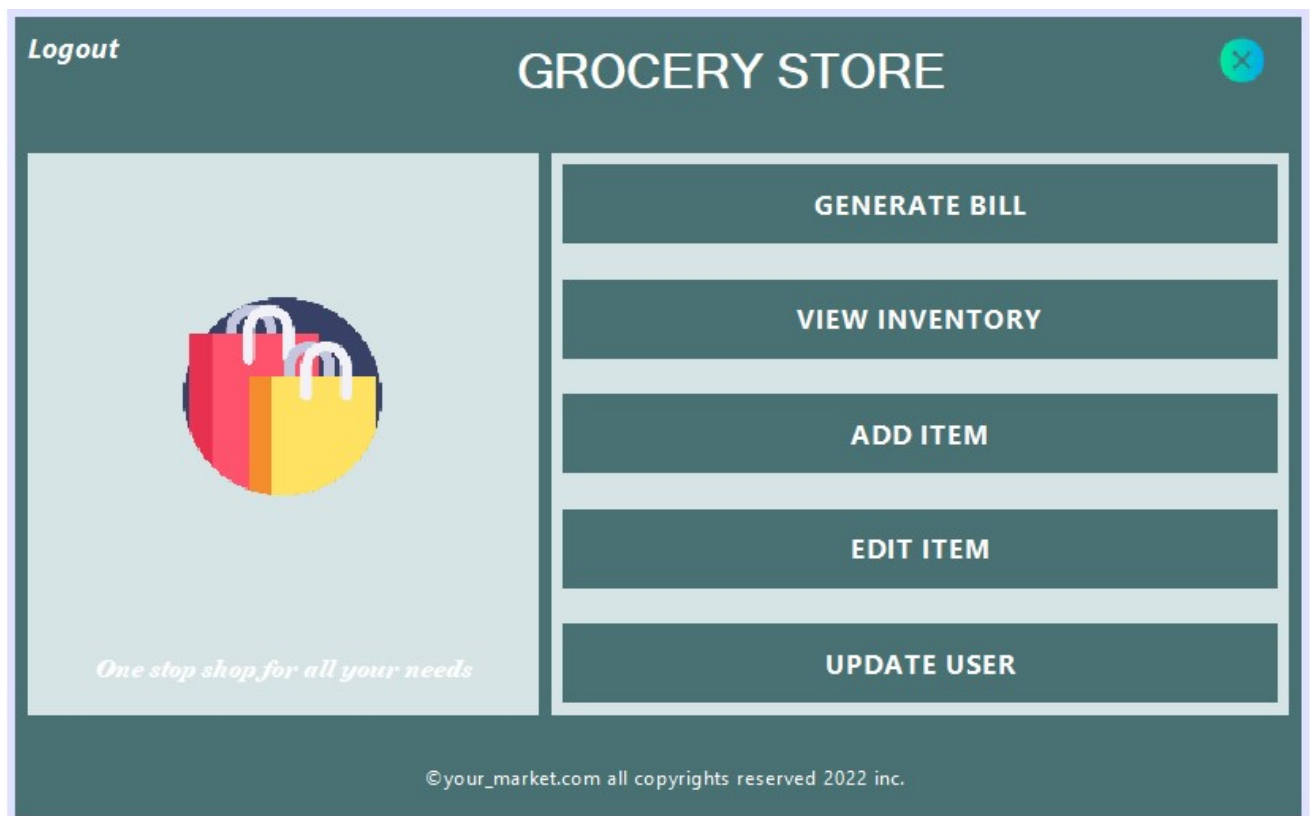 Logout
GROCERY STORE
GENERATE BILL
VIEW INVENTORY
ADD ITEM
EDIT ITEM
UPDATE USER
One stop shop for all your needs
©your_market.com all copyrights reserved 2022 inc.